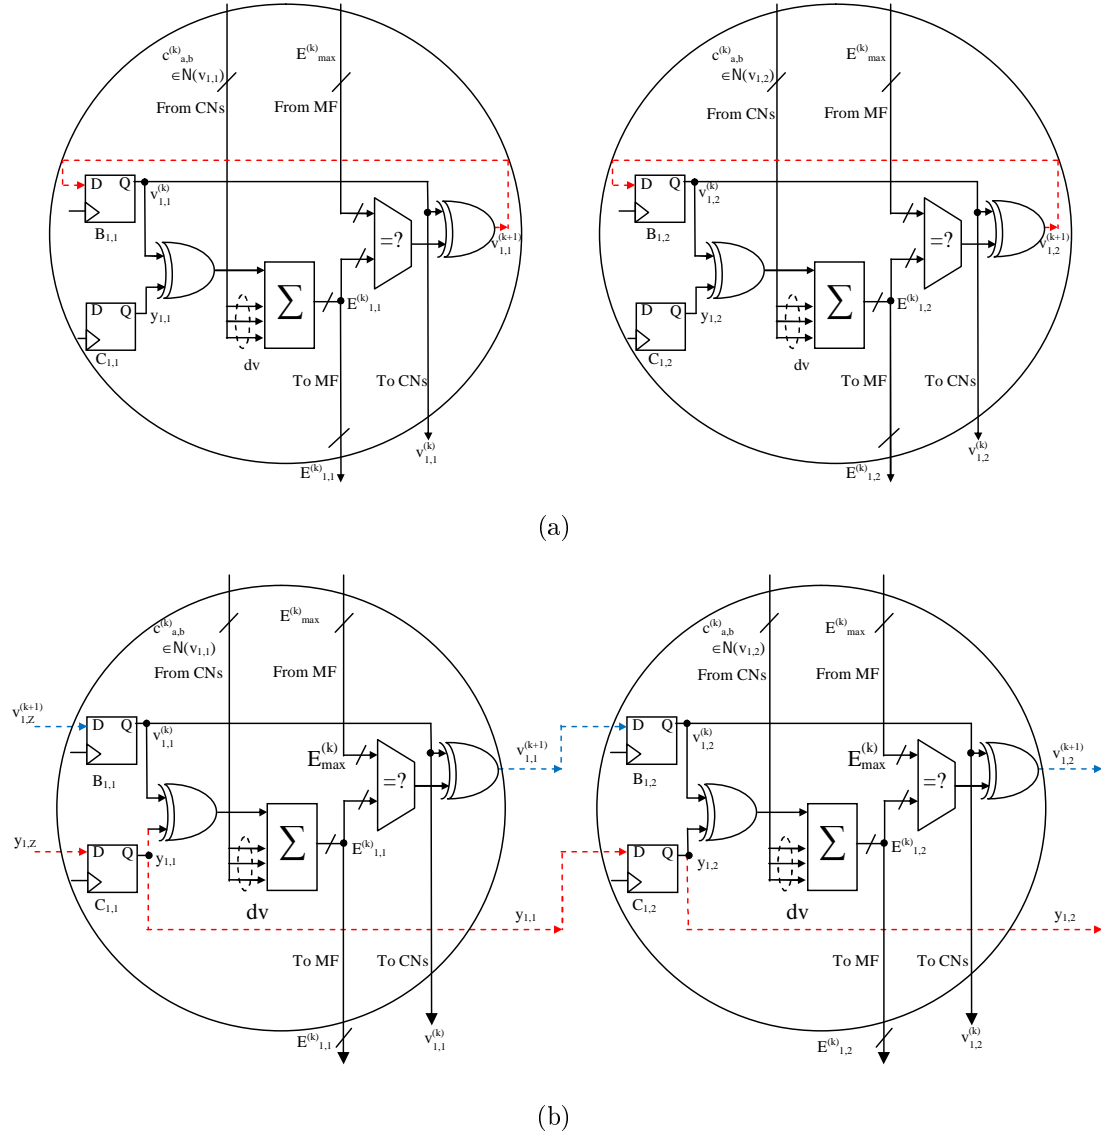 c(k)a,b E(k)max c(k)a,b E(k)max
∈N(v1,1) ∈N(v1,2)
From CNs From MF From CNs From MF
D Q v(k)1,1 D Q v(k)1,2
B1,1 =? v(k+1)1,1 B1,2 =? v(k+1)1,2
D Q y1,1 Σ E(k)1,1 D Q y1,2 Σ E(k)1,2
C1,1 dv C1,2 dv
To MF To CNs To MF To CNs
v(k)1,1 v(k)1,2
E(k)1,1 E(k)1,2
(a)
c(k)a,b E(k)max c(k)a,b E(k)max
∈N(v1,1) ∈N(v1,2)
From CNs From MF From CNs From MF
v(k+1)1,Z D Q v(k)1,1 D Q v(k)1,2
B1,1 E(k)max =? v(k+1)1,1 B1,2 E(k)max =? v(k+1)1,2
y1,Z D Q y1,1 Σ E(k)1,1 D Q y1,2 Σ E(k)1,2
C1,1 dv y1,1 C1,2 dv y1,2
To MF To CNs To MF To CNs
E(k)1,1 v(k)1,1 E(k)1,2 v(k)1,2
(b)